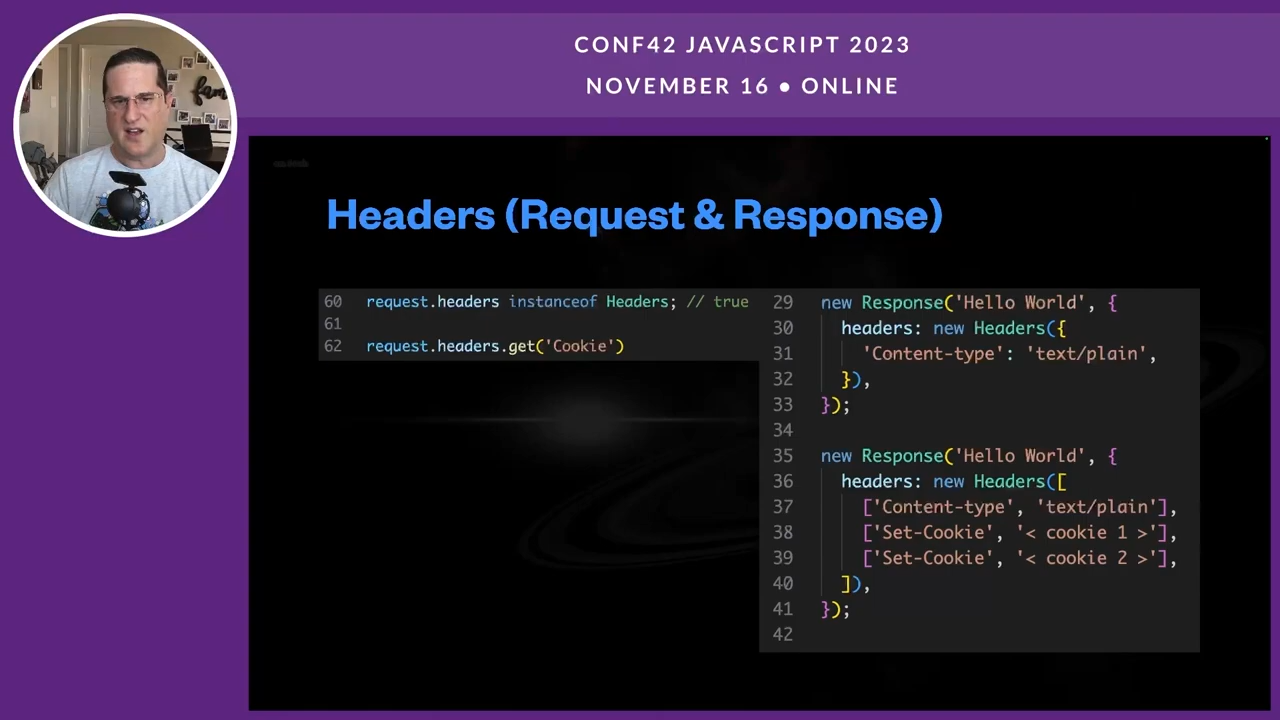 CONF42 JAVASCRIPT 2023
NOVEMBER 16 • ONLINE
Headers (Request & Response)
60 request.headers instanceof Headers; // true
61
62 request.headers.get('Cookie')
29 new Response('Hello World', {
30 headers: new Headers({
31 'Content-type': 'text/plain',
32 }),
33 });
34
35 new Response('Hello World', {
36 headers: new Headers([
37 ['Content-type', 'text/plain'],
38 ['Set-Cookie', '< cookie 1 >'],
39 ['Set-Cookie', '< cookie 2 >'],
40 ]),
41 });
42